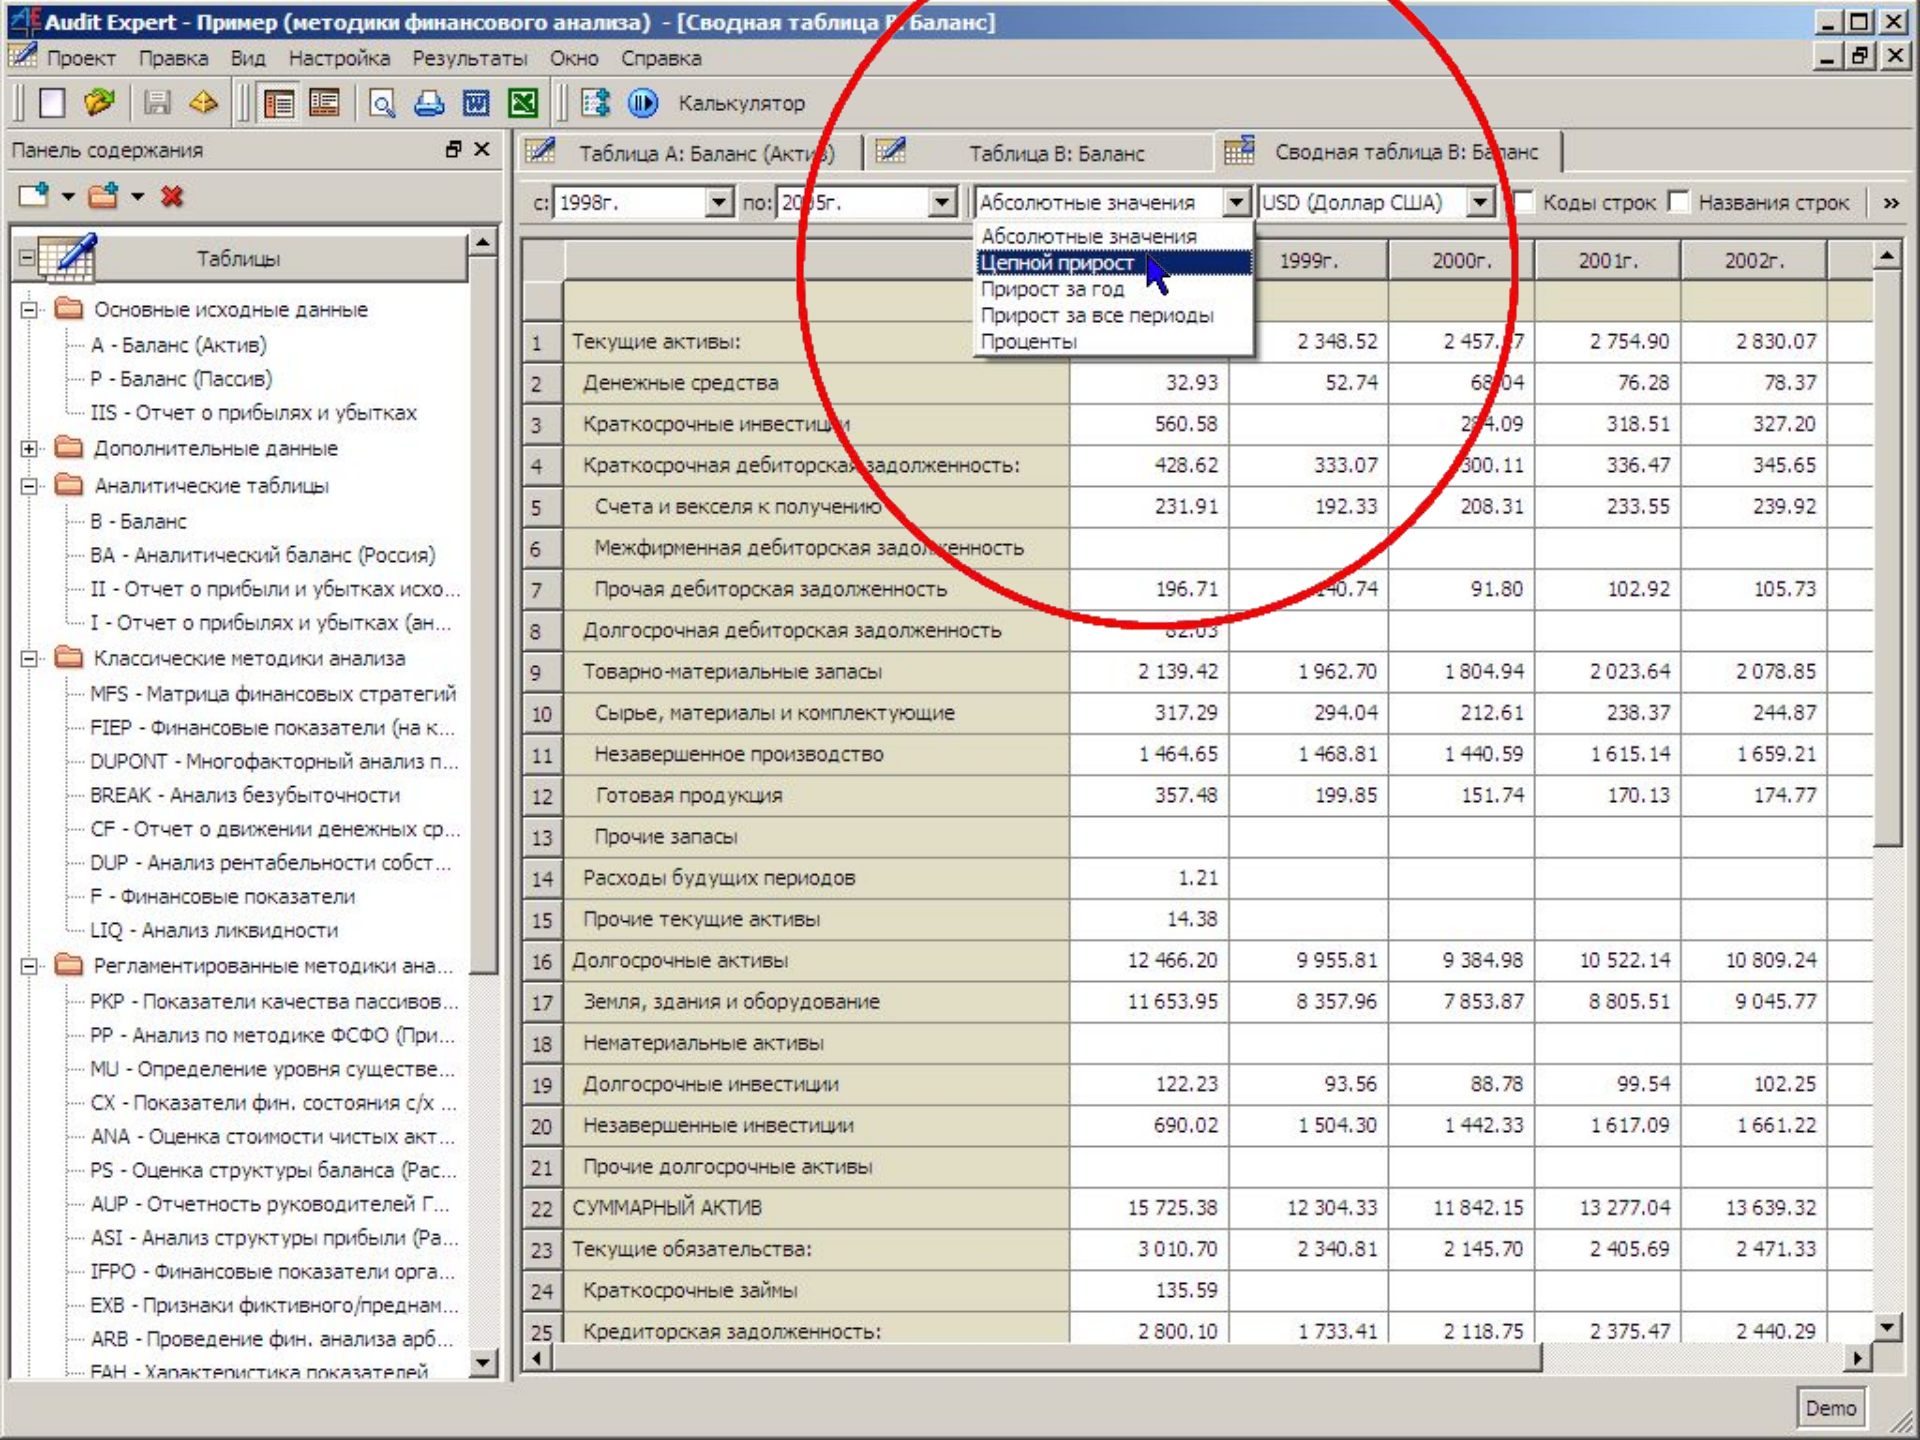 Audit Expert - Пример (методики финансового анализа) - [Сводная таблица В: Баланс]
Проект Правка Вид Настройка Результаты Окно Справка
Калькулятор
Панель содержания
Таблица A: Баланс (Актив) Таблица B: Баланс Сводная таблица B: Баланс
с: 1998г. по: 2005г. Абсолютные значения USD (Доллар США) Коды строк Названия строк »
Абсолютные значения
Цепной прирост
Прирост за год
Прирост за все периоды
Проценты
Таблицы
Основные исходные данные
A - Баланс (Актив)
P - Баланс (Пассив)
IIS - Отчет о прибылях и убытках
Дополнительные данные
Аналитические таблицы
B - Баланс
BA - Аналитический баланс (Россия)
II - Отчет о прибыли и убытках исхо...
I - Отчет о прибылях и убытках (ан...
Классические методики анализа
MFS - Матрица финансовых стратегий
FIEP - Финансовые показатели (на к...
DUPONT - Многофакторный анализ п...
BREAK - Анализ безубыточности
CF - Отчет о движении денежных ср...
DUP - Анализ рентабельности собст...
F - Финансовые показатели
LIQ - Анализ ликвидности
Регламентированные методики ана...
PKP - Показатели качества пассивов...
PP - Анализ по методике ФСФО (При...
MU - Определение уровня существе...
CX - Показатели фин. состояния с/х ...
ANA - Оценка стоимости чистых акт...
PS - Оценка структуры баланса (Рас...
AUP - Отчетность руководителей Г...
ASI - Анализ структуры прибыли (Ра...
IFPO - Финансовые показатели орга...
EXB - Признаки фиктивного/преднам...
ARB - Проведение фин. анализа арб...
FAH - Характеристика показателей
1999г. 2000г. 2001г. 2002г.
1 Текущие активы: 2 348.52 2 457.17 2 754.90 2 830.07
2 Денежные средства 32.93 52.74 68.04 76.28 78.37
3 Краткосрочные инвестиции 560.58 284.09 318.51 327.20
4 Краткосрочная дебиторская задолженность: 428.62 333.07 300.11 336.47 345.65
5 Счета и векселя к получению 231.91 192.33 208.31 233.55 239.92
6 Межфирменная дебиторская задолженность
7 Прочая дебиторская задолженность 196.71 140.74 91.80 102.92 105.73
8 Долгосрочная дебиторская задолженность 82.03
9 Товарно-материальные запасы 2 139.42 1 962.70 1 804.94 2 023.64 2 078.85
10 Сырье, материалы и комплектующие 317.29 294.04 212.61 238.37 244.87
11 Незавершенное производство 1 464.65 1 468.81 1 440.59 1 615.14 1 659.21
12 Готовая продукция 357.48 199.85 151.74 170.13 174.77
13 Прочие запасы
14 Расходы будущих периодов 1.21
15 Прочие текущие активы 14.38
16 Долгосрочные активы 12 466.20 9 955.81 9 384.98 10 522.14 10 809.24
17 Земля, здания и оборудование 11 653.95 8 357.96 7 853.87 8 805.51 9 045.77
18 Нематериальные активы
19 Долгосрочные инвестиции 122.23 93.56 88.78 99.54 102.25
20 Незавершенные инвестиции 690.02 1 504.30 1 442.33 1 617.09 1 661.22
21 Прочие долгосрочные активы
22 СУММАРНЫЙ АКТИВ 15 725.38 12 304.33 11 842.15 13 277.04 13 639.32
23 Текущие обязательства: 3 010.70 2 340.81 2 145.70 2 405.69 2 471.33
24 Краткосрочные займы 135.59
25 Кредиторская задолженность: 2 800.10 1 733.41 2 118.75 2 375.47 2 440.29
Demo